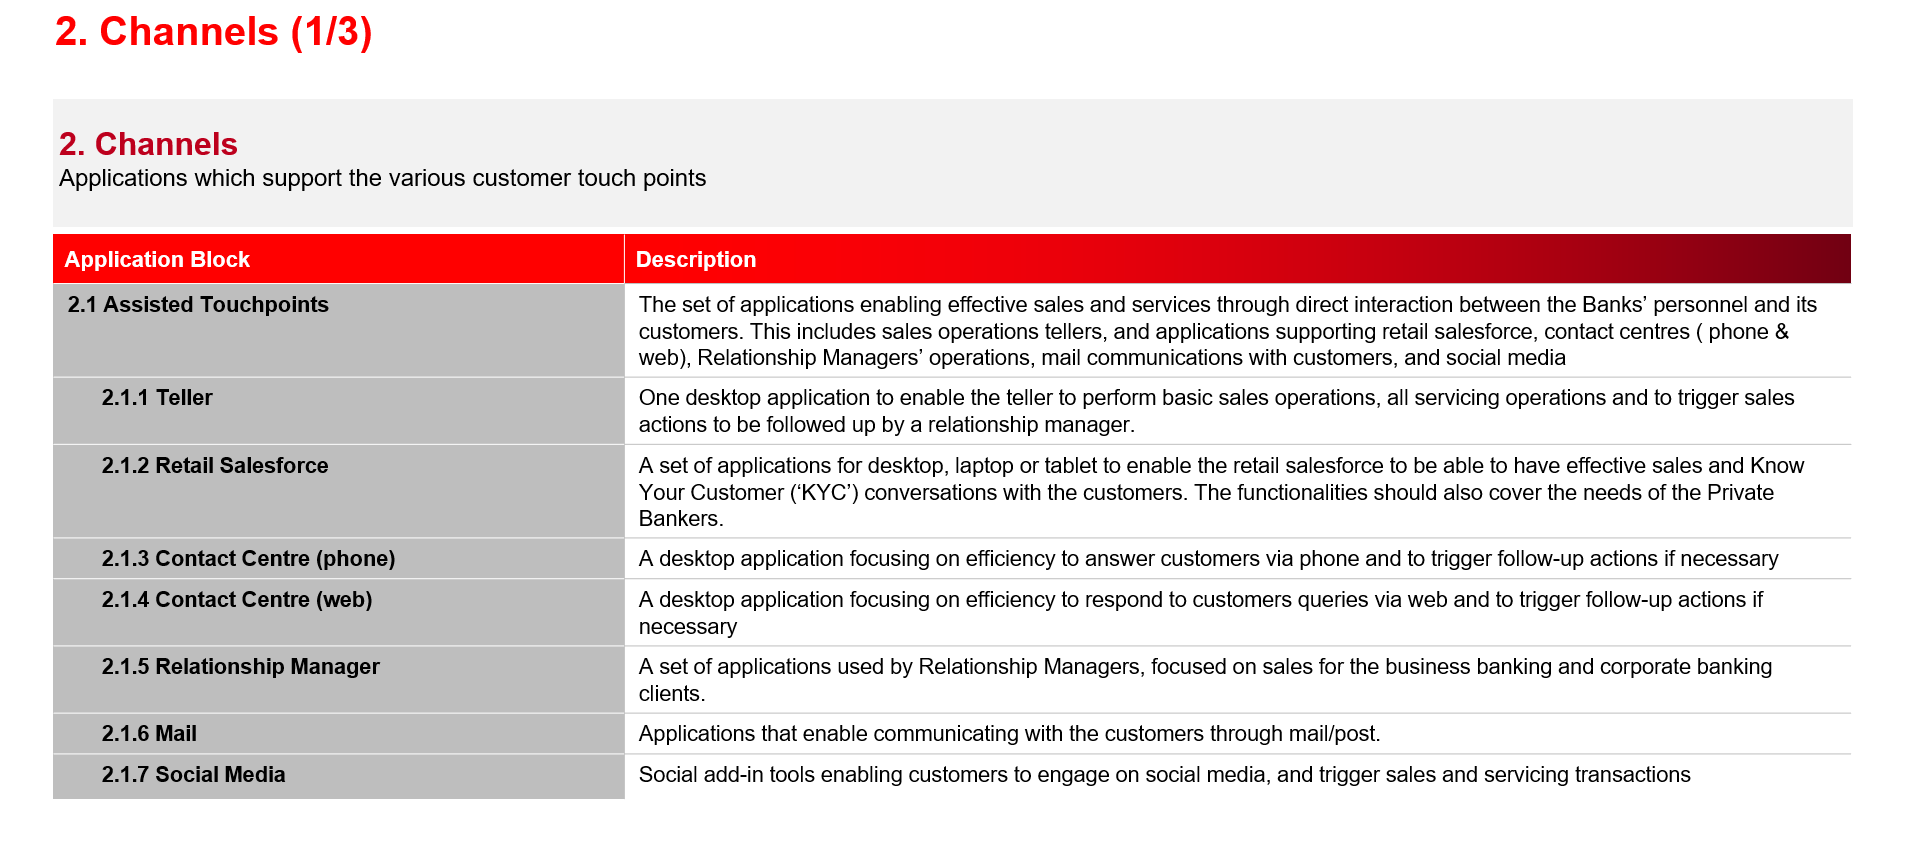 2. Channels (1/3)
2. Channels
Applications which support the various customer touch points
Application Block
Description
2.1 Assisted Touchpoints
The set of applications enabling effective sales and services through direct interaction between the Banks’ personnel and its
customers. This includes sales operations tellers, and applications supporting retail salesforce, contact centres ( phone &
web), Relationship Managers’ operations, mail communications with customers, and social media
2.1.1 Teller
One desktop application to enable the teller to perform basic sales operations, all servicing operations and to trigger sales
actions to be followed up by a relationship manager.
2.1.2 Retail Salesforce
A set of applications for desktop, laptop or tablet to enable the retail salesforce to be able to have effective sales and Know
Your Customer (‘KYC’) conversations with the customers. The functionalities should also cover the needs of the Private
Bankers.
2.1.3 Contact Centre (phone)
A desktop application focusing on efficiency to answer customers via phone and to trigger follow-up actions if necessary
2.1.4 Contact Centre (web)
A desktop application focusing on efficiency to respond to customers queries via web and to trigger follow-up actions if
necessary
2.1.5 Relationship Manager
A set of applications used by Relationship Managers, focused on sales for the business banking and corporate banking
clients.
2.1.6 Mail
Applications that enable communicating with the customers through mail/post.
2.1.7 Social Media
Social add-in tools enabling customers to engage on social media, and trigger sales and servicing transactions